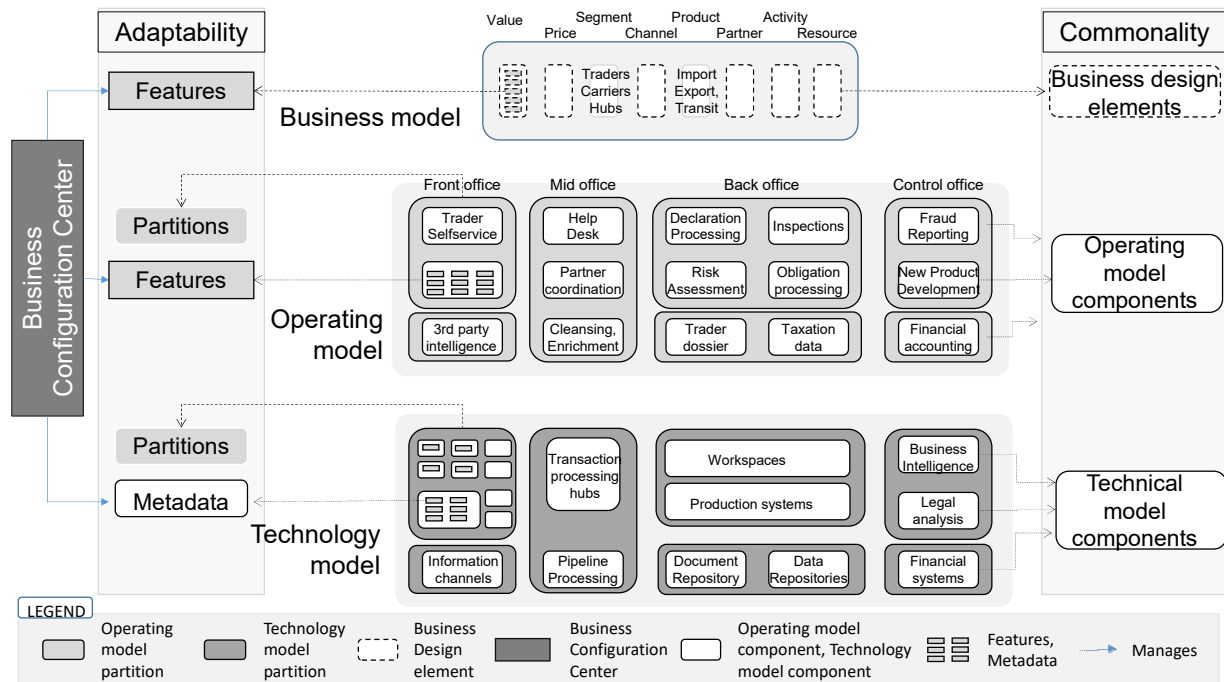 Adaptability
Value
Price
Segment
Channel
Product
Partner
Activity
Resource
Commonality
Features
Traders
Carriers
Hubs
Import
Export,
Transit
Business design
elements
Business model
Business
Configuration Center
Front office
Mid office
Back office
Control office
Partitions
Trader
Selfservice
Help
Desk
Declaration
Processing
Inspections
Fraud
Reporting
Operating
model
components
Features
Partner
coordination
Risk
Assessment
Obligation
processing
New Product
Development
Operating
model
3rd party
intelligence
Cleansing,
Enrichment
Trader
dossier
Taxation
data
Financial
accounting
Partitions
Transaction
processing
hubs
Workspaces
Business
Intelligence
Metadata
Production systems
Legal
analysis
Technical
model
components
Technology
model
Information
channels
Pipeline
Processing
Document
Repository
Data
Repositories
Financial
systems
LEGEND
Operating
model
partition
Technology
model
partition
Business
Design
element
Business
Configuration
Center
Operating model
component, Technology
model component
Features,
Metadata
Manages